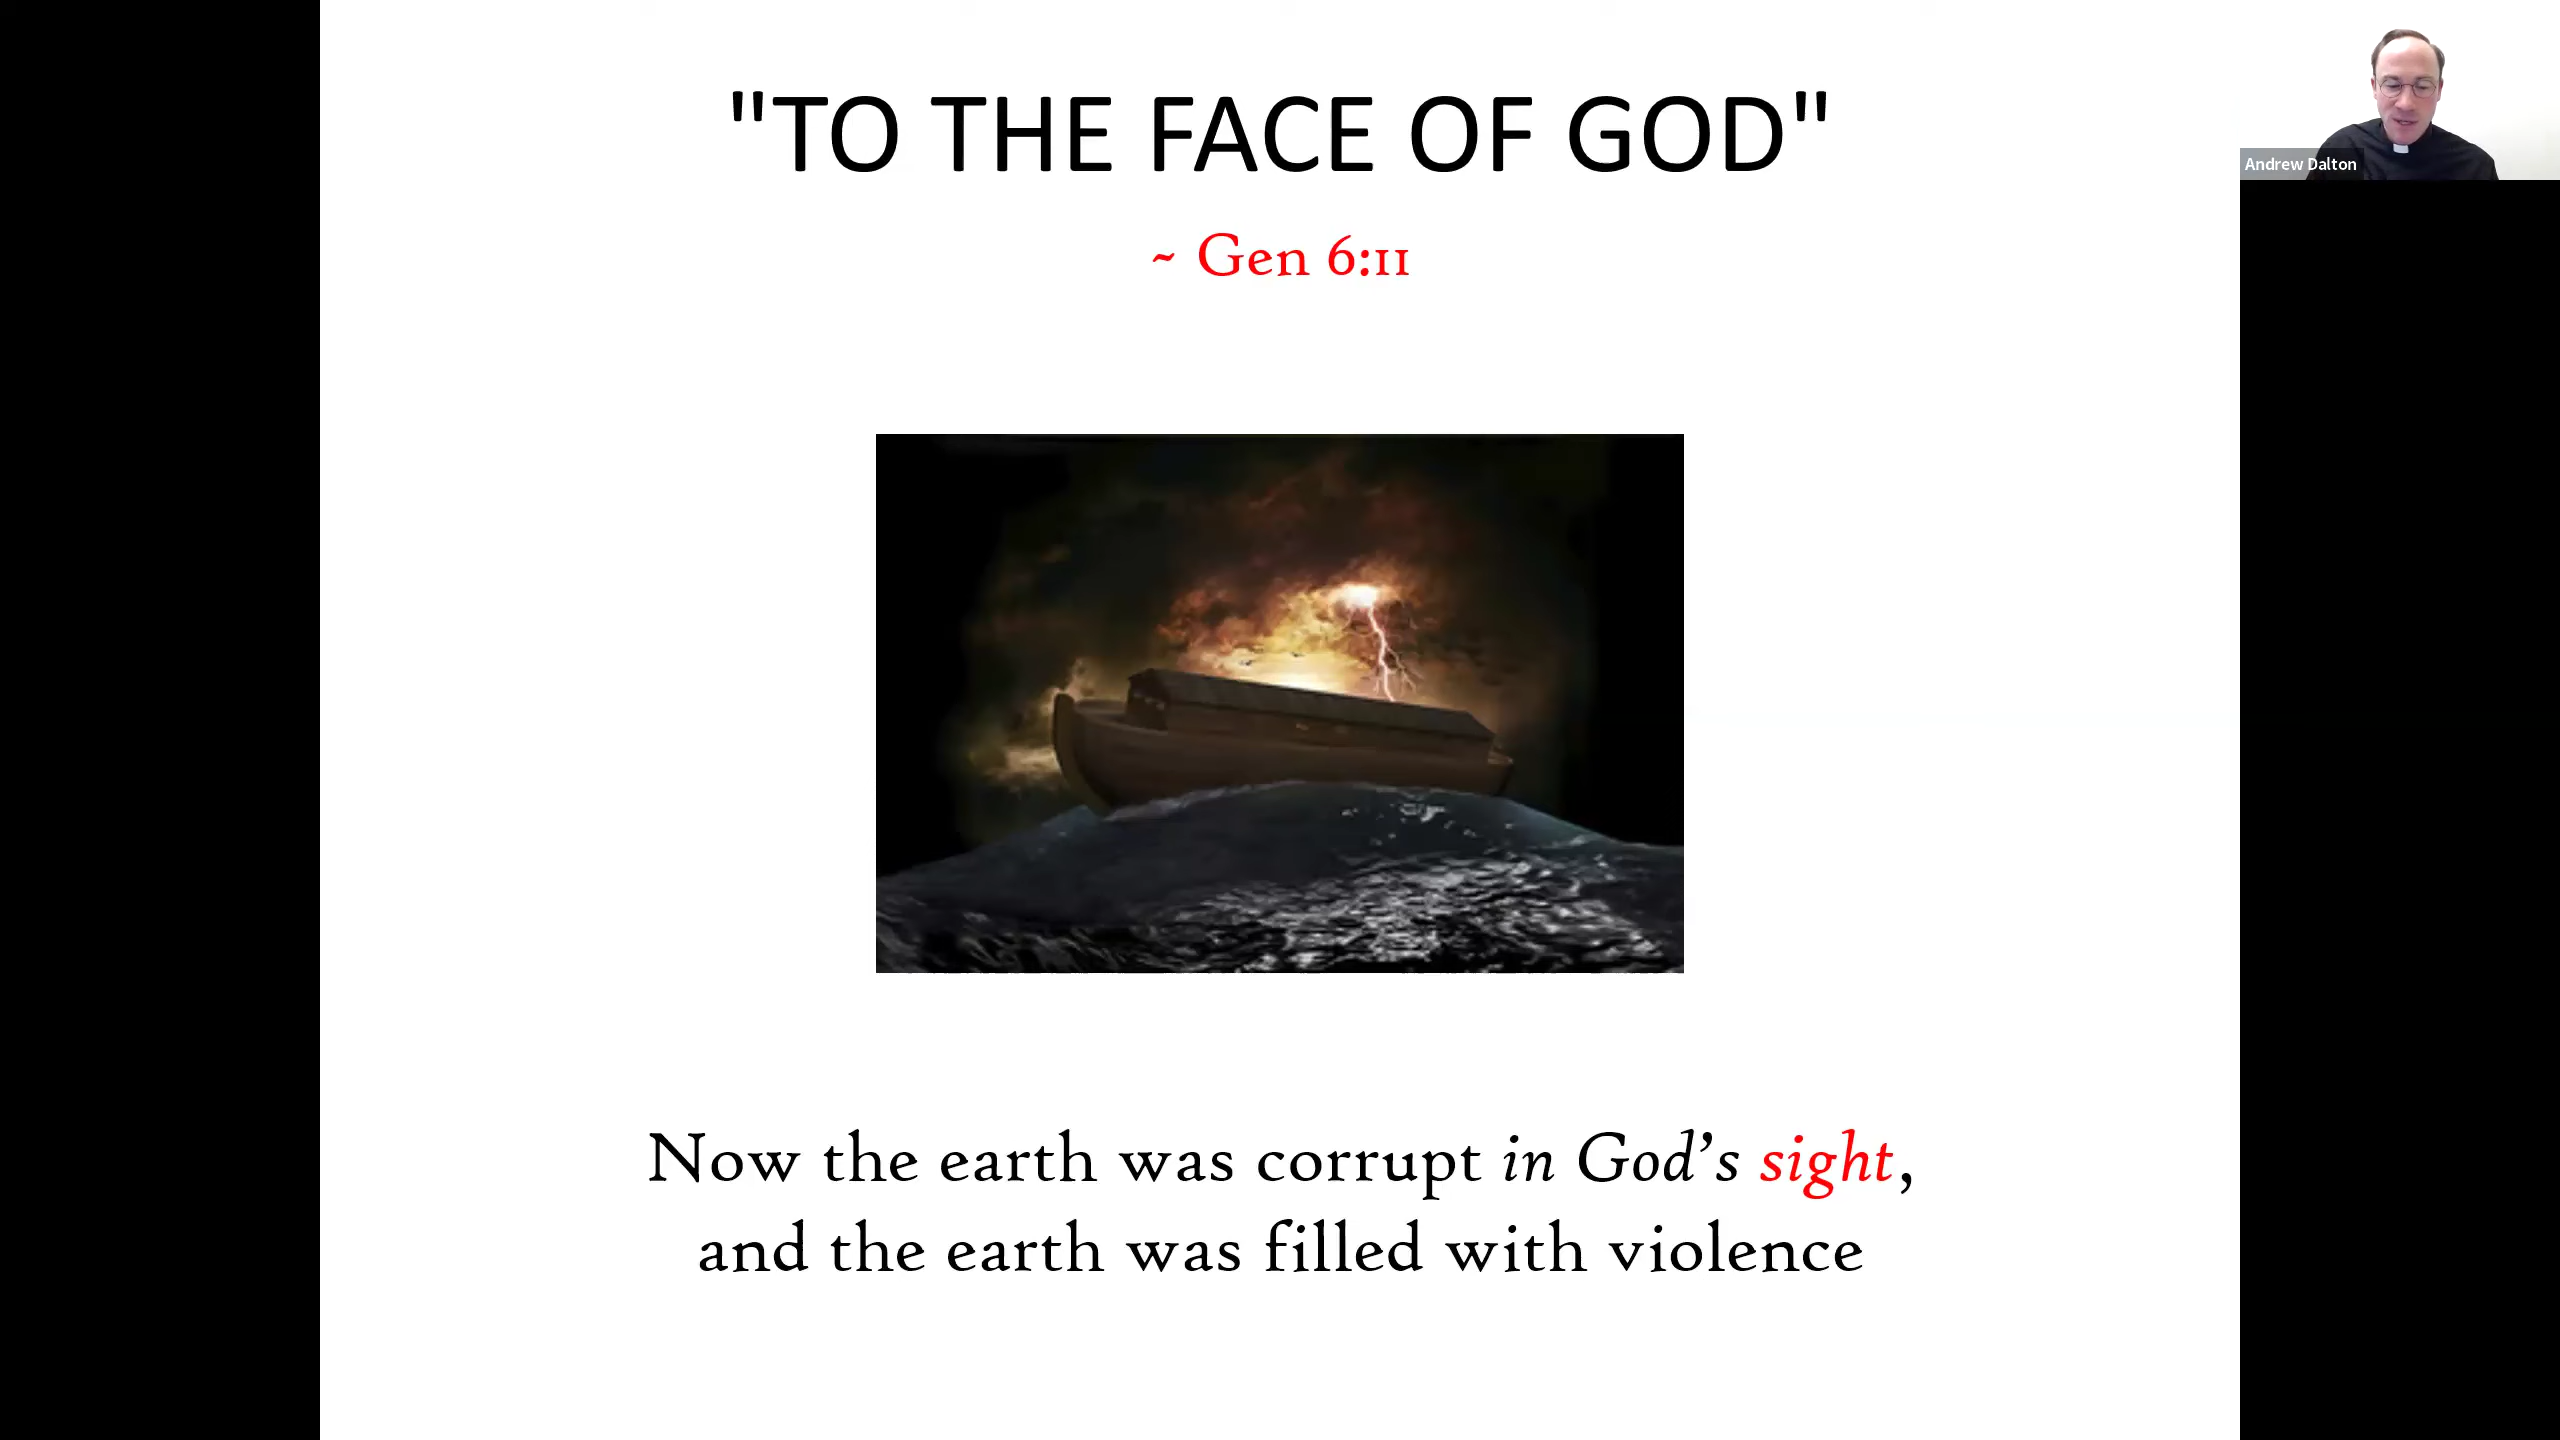 "TO THE FACE OF GOD"
~ Gen 6:11
Andrew Dalton
Now the earth was corrupt in God’s sight,
and the earth was filled with violence